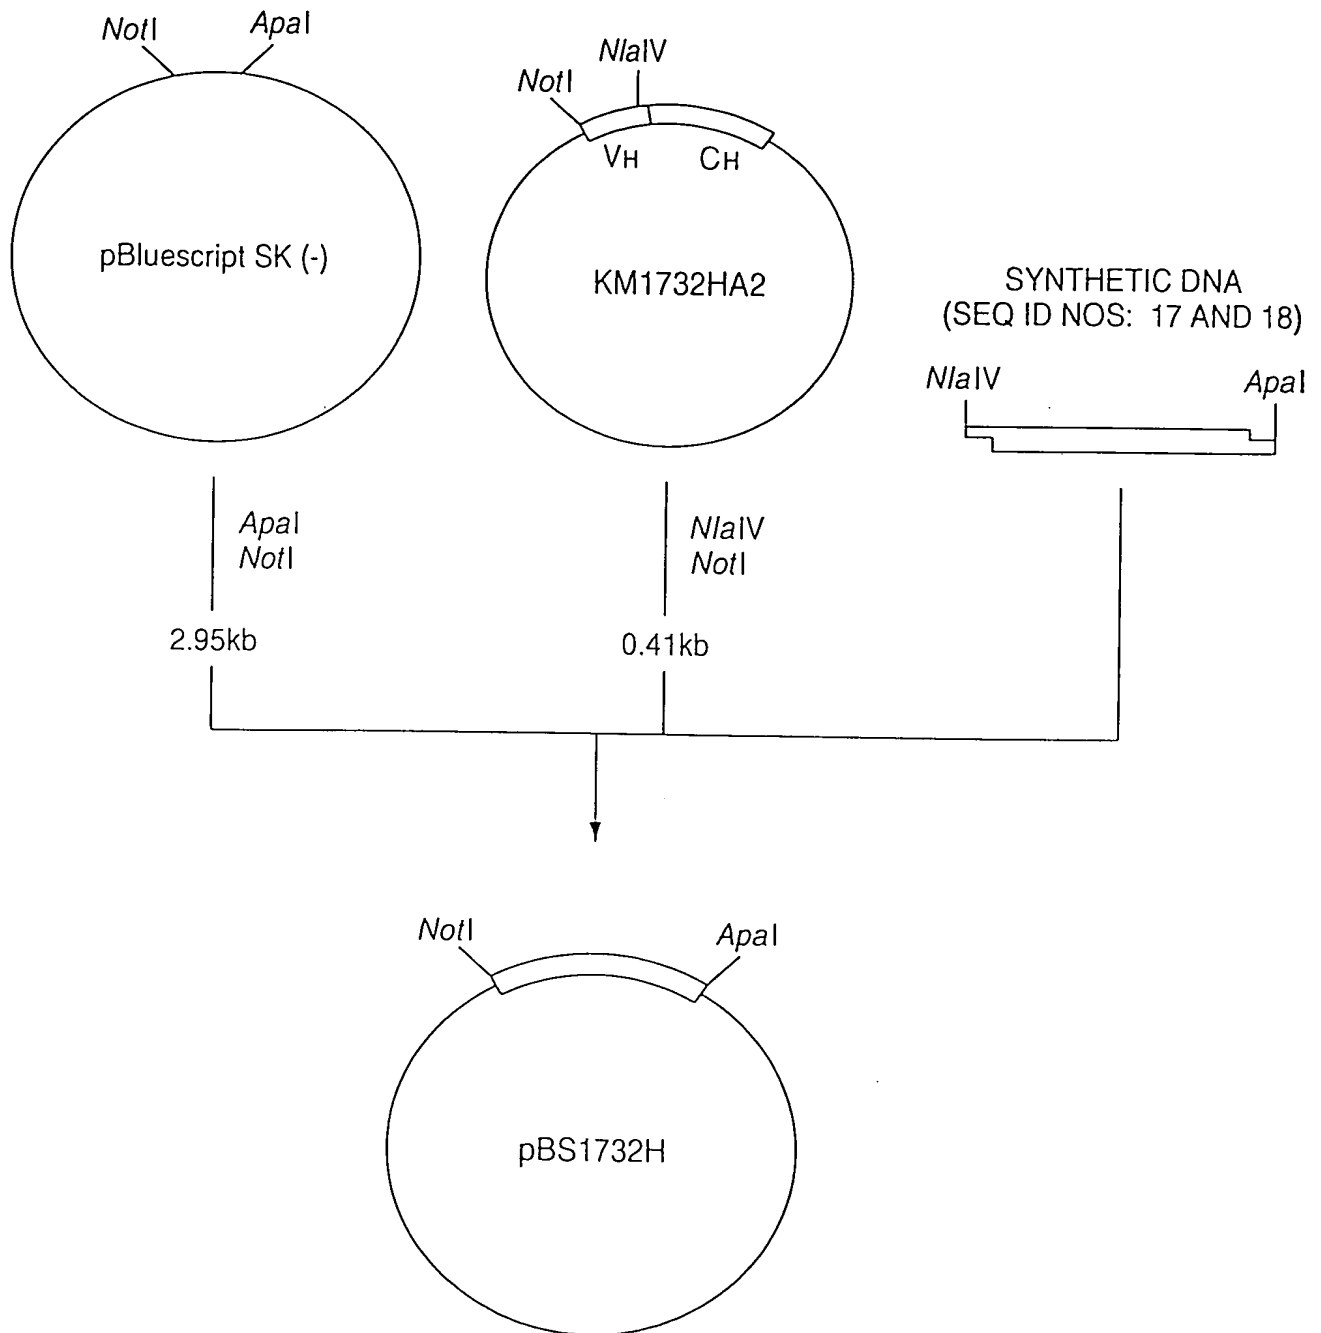 NotI
ApaI
pBluescript SK (-)
NotI
NlaIV
VH
CH
KM1732HA2
SYNTHETIC DNA
(SEQ ID NOS: 17 AND 18)
NlaIV
ApaI
ApaI
NotI
2.95kb
NlaIV
NotI
0.41kb
NotI
ApaI
pBS1732H